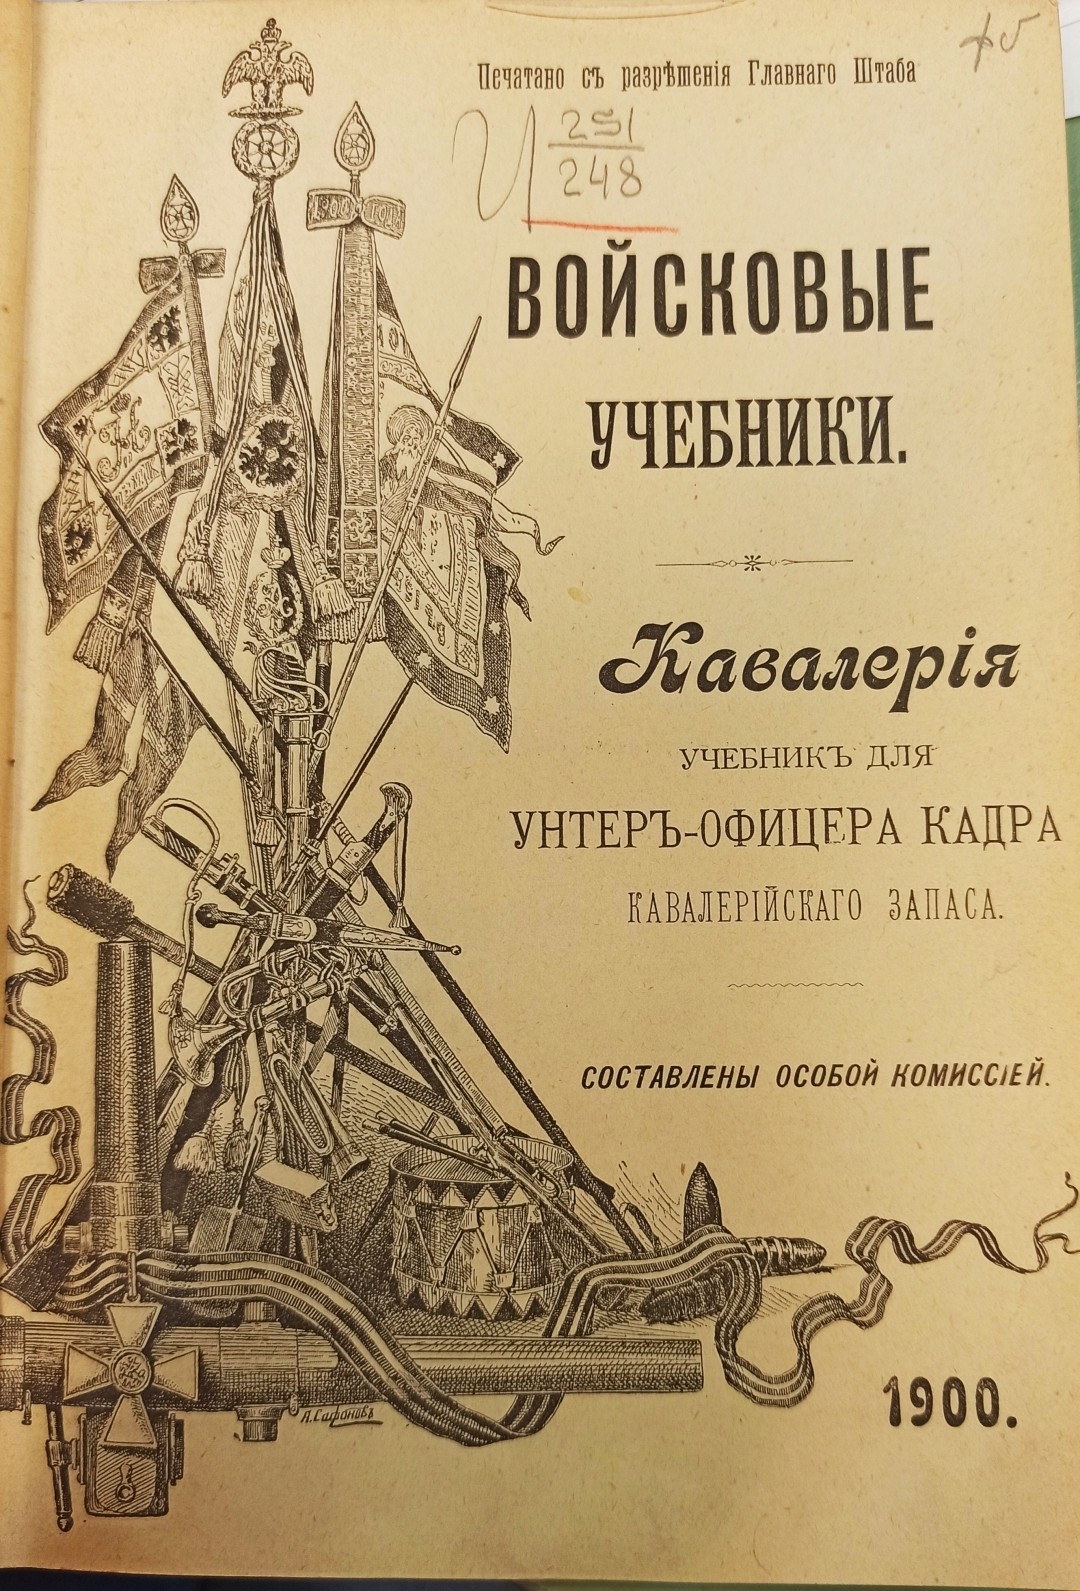 Печатано съ разрѣшенія Главнаго Штаба
251
248
ВОЙСКОВЫЕ
УЧЕБНИКИ.
Кавалерія
УЧЕБНИКЪ ДЛЯ
УНТЕРЪ-ОФИЦЕРА КАДРА
КАВАЛЕРІЙСКАГО ЗАПАСА.
СОСТАВЛЕНЫ ОСОБОЙ КОМИССІЕЙ.
1900.
А.Сафоновъ